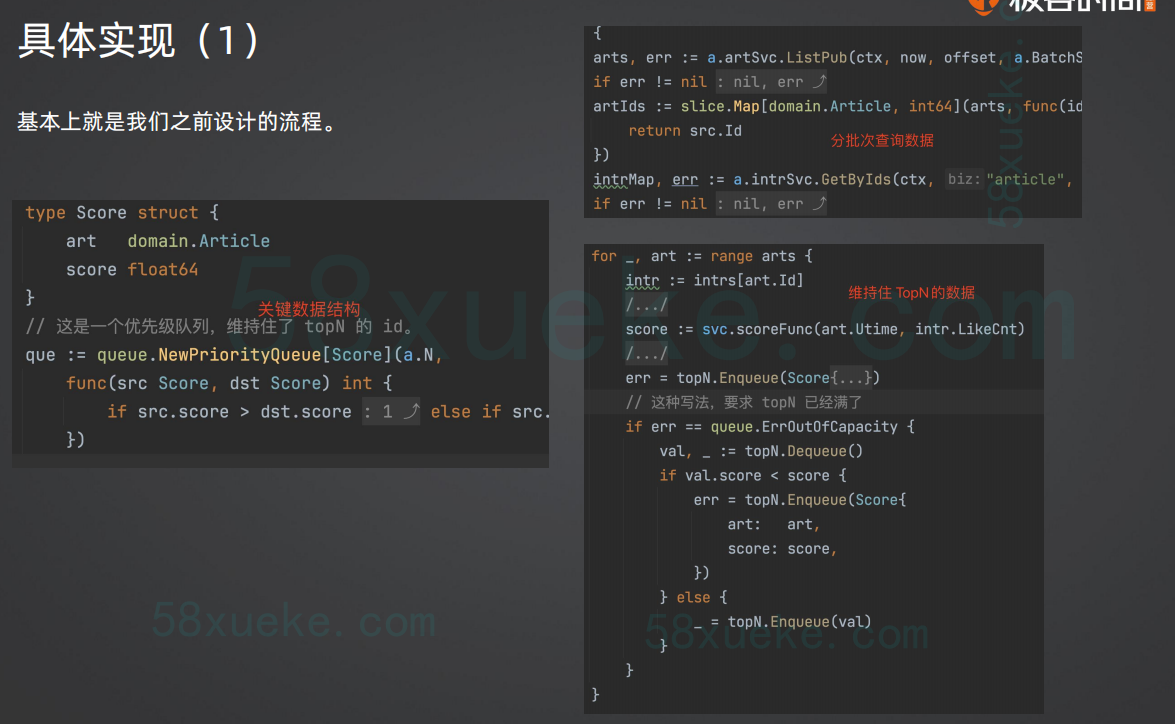 具体实现（1）
基本上就是我们之前设计的流程。
type Score struct {
art domain.Article
score float64
}
关键数据结构
// 这是一个优先级队列，维持住了 topN 的 id。
que := queue.NewPriorityQueue[Score](a.N,
func(src Score, dst Score) int {
if src.score > dst.score : 1 ⤴ else if src.
})
{
arts, err := a.artSvc.ListPub(ctx, now, offset, a.BatchS
if err != nil : nil, err ⤴
artIds := slice.Map[domain.Article, int64](arts, func(id
return src.Id
分批次查询数据
})
intrMap, err := a.intrSvc.GetByIds(ctx, biz: "article",
if err != nil : nil, err ⤴
for _, art := range arts {
intr := intrs[art.Id]
维持住 TopN的数据
/.../
score := svc.scoreFunc(art.Utime, intr.LikeCnt)
/.../
err = topN.Enqueue(Score{...})
// 这种写法，要求 topN 已经满了
if err == queue.ErrOutOfCapacity {
val, _ := topN.Dequeue()
if val.score < score {
err = topN.Enqueue(Score{
art: art,
score: score,
})
} else {
_ = topN.Enqueue(val)
}
}
}
58xueke.com
58xueke.com
58xueke.com
58xueke.com